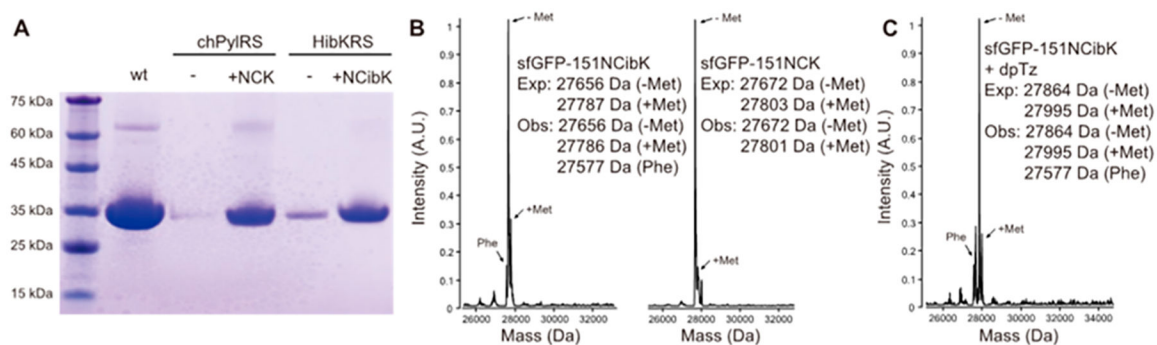 A
chPylRS
HibKRS
wt
-
+NCK
-
+NCibK
75 kDa
60 kDa
45 kDa
35 kDa
25 kDa
15 kDa
B
Intensity (A.U.)
1
0.9
0.8
0.7
0.6
0.5
0.4
0.3
0.2
0.1
0
- Met
sfGFP-151NCibK
Exp: 27656 Da (-Met)
27787 Da (+Met)
Obs: 27656 Da (-Met)
27786 Da (+Met)
27577 Da (Phe)
+Met
Phe
26000 28000 30000 32000
Mass (Da)
- Met
sfGFP-151NCK
Exp: 27672 Da (-Met)
27803 Da (+Met)
Obs: 27672 Da (-Met)
27801 Da (+Met)
+Met
26000 28000 30000 32000
Mass (Da)
C
Intensity (A.U.)
1
0.9
0.8
0.7
0.6
0.5
0.4
0.3
0.2
0.1
0
- Met
sfGFP-151NCibK
+ dpTz
Exp: 27864 Da (-Met)
27995 Da (+Met)
Obs: 27864 Da (-Met)
27995 Da (+Met)
27577 Da (Phe)
Phe
+Met
26000 28000 30000 32000 34000
Mass (Da)